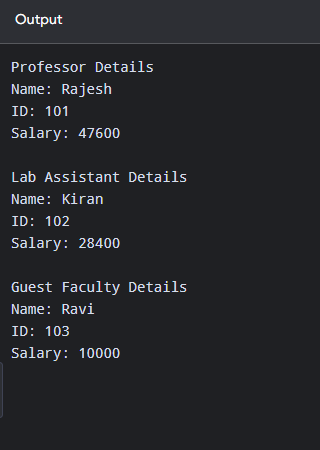 Output
Professor Details
Name: Rajesh
ID: 101
Salary: 47600
Lab Assistant Details
Name: Kiran
ID: 102
Salary: 28400
Guest Faculty Details
Name: Ravi
ID: 103
Salary: 10000